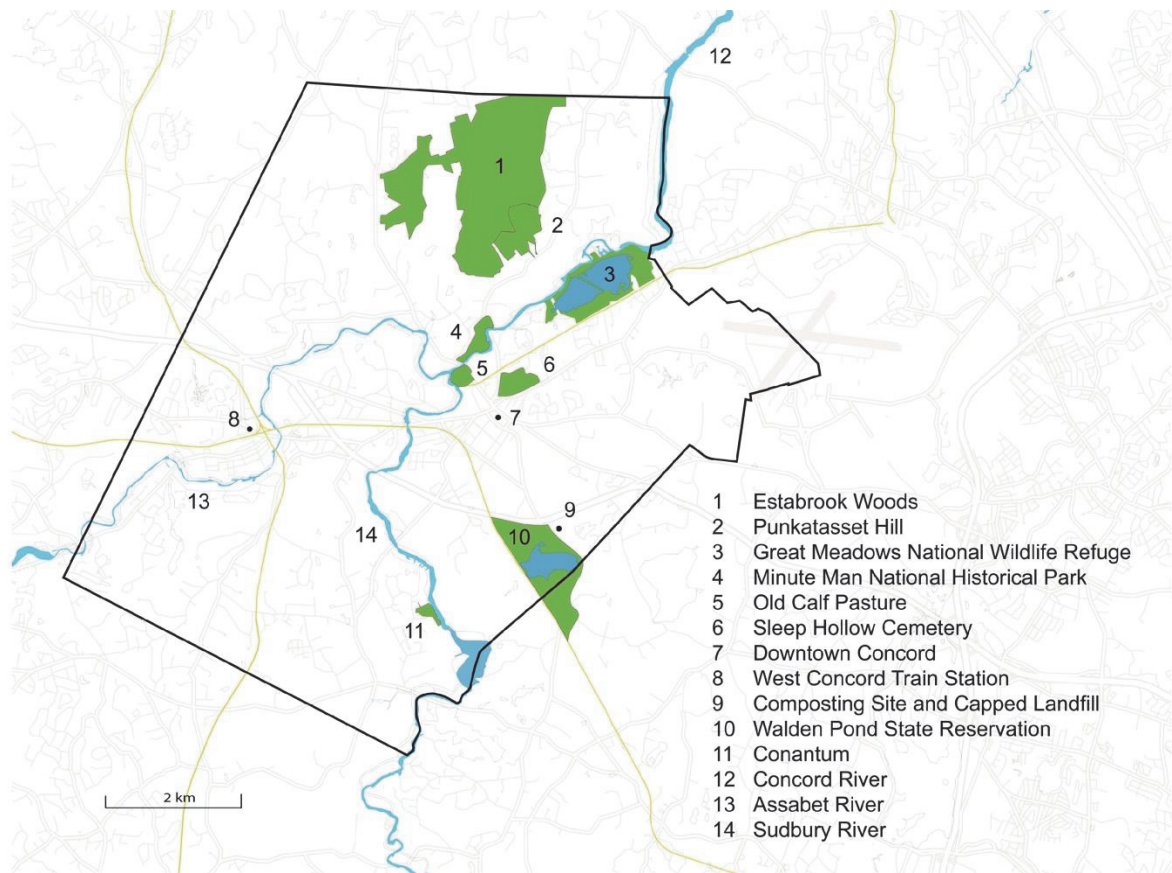 12
1
2
3
4
5
6
7
8
9
10
11
13
14
2 km
1 Estabrook Woods
2 Punkatasset Hill
3 Great Meadows National Wildlife Refuge
4 Minute Man National Historical Park
5 Old Calf Pasture
6 Sleep Hollow Cemetery
7 Downtown Concord
8 West Concord Train Station
9 Composting Site and Capped Landfill
10 Walden Pond State Reservation
11 Conantum
12 Concord River
13 Assabet River
14 Sudbury River